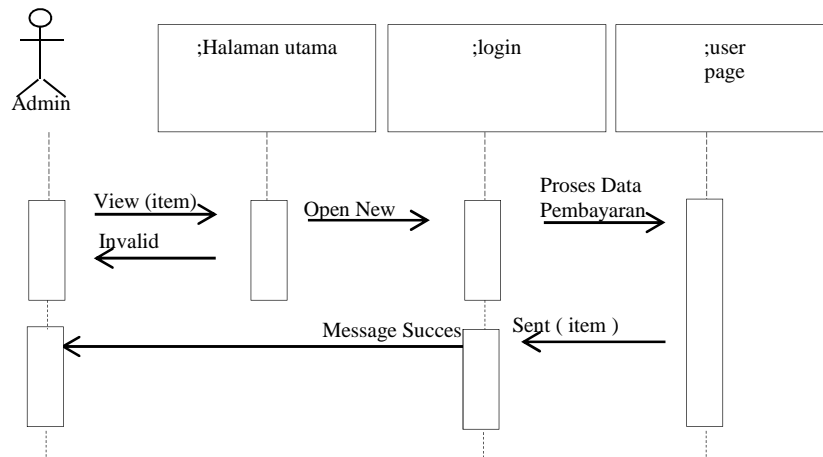 ;Halaman utama
;login
;user
page
Admin
View (item)
Open New
Proses Data
Pembayaran
Invalid
Message Succes
Sent ( item )